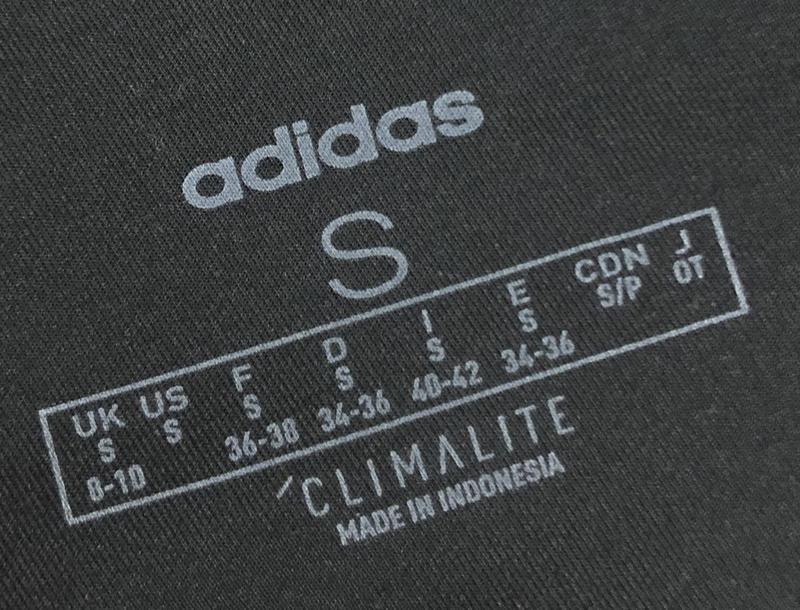 adidas
S
UK US F D I E CDN J
S S S S S S S/P OT
8-10 36-38 34-36 40-42 34-36
CLIMALITE
MADE IN INDONESIA